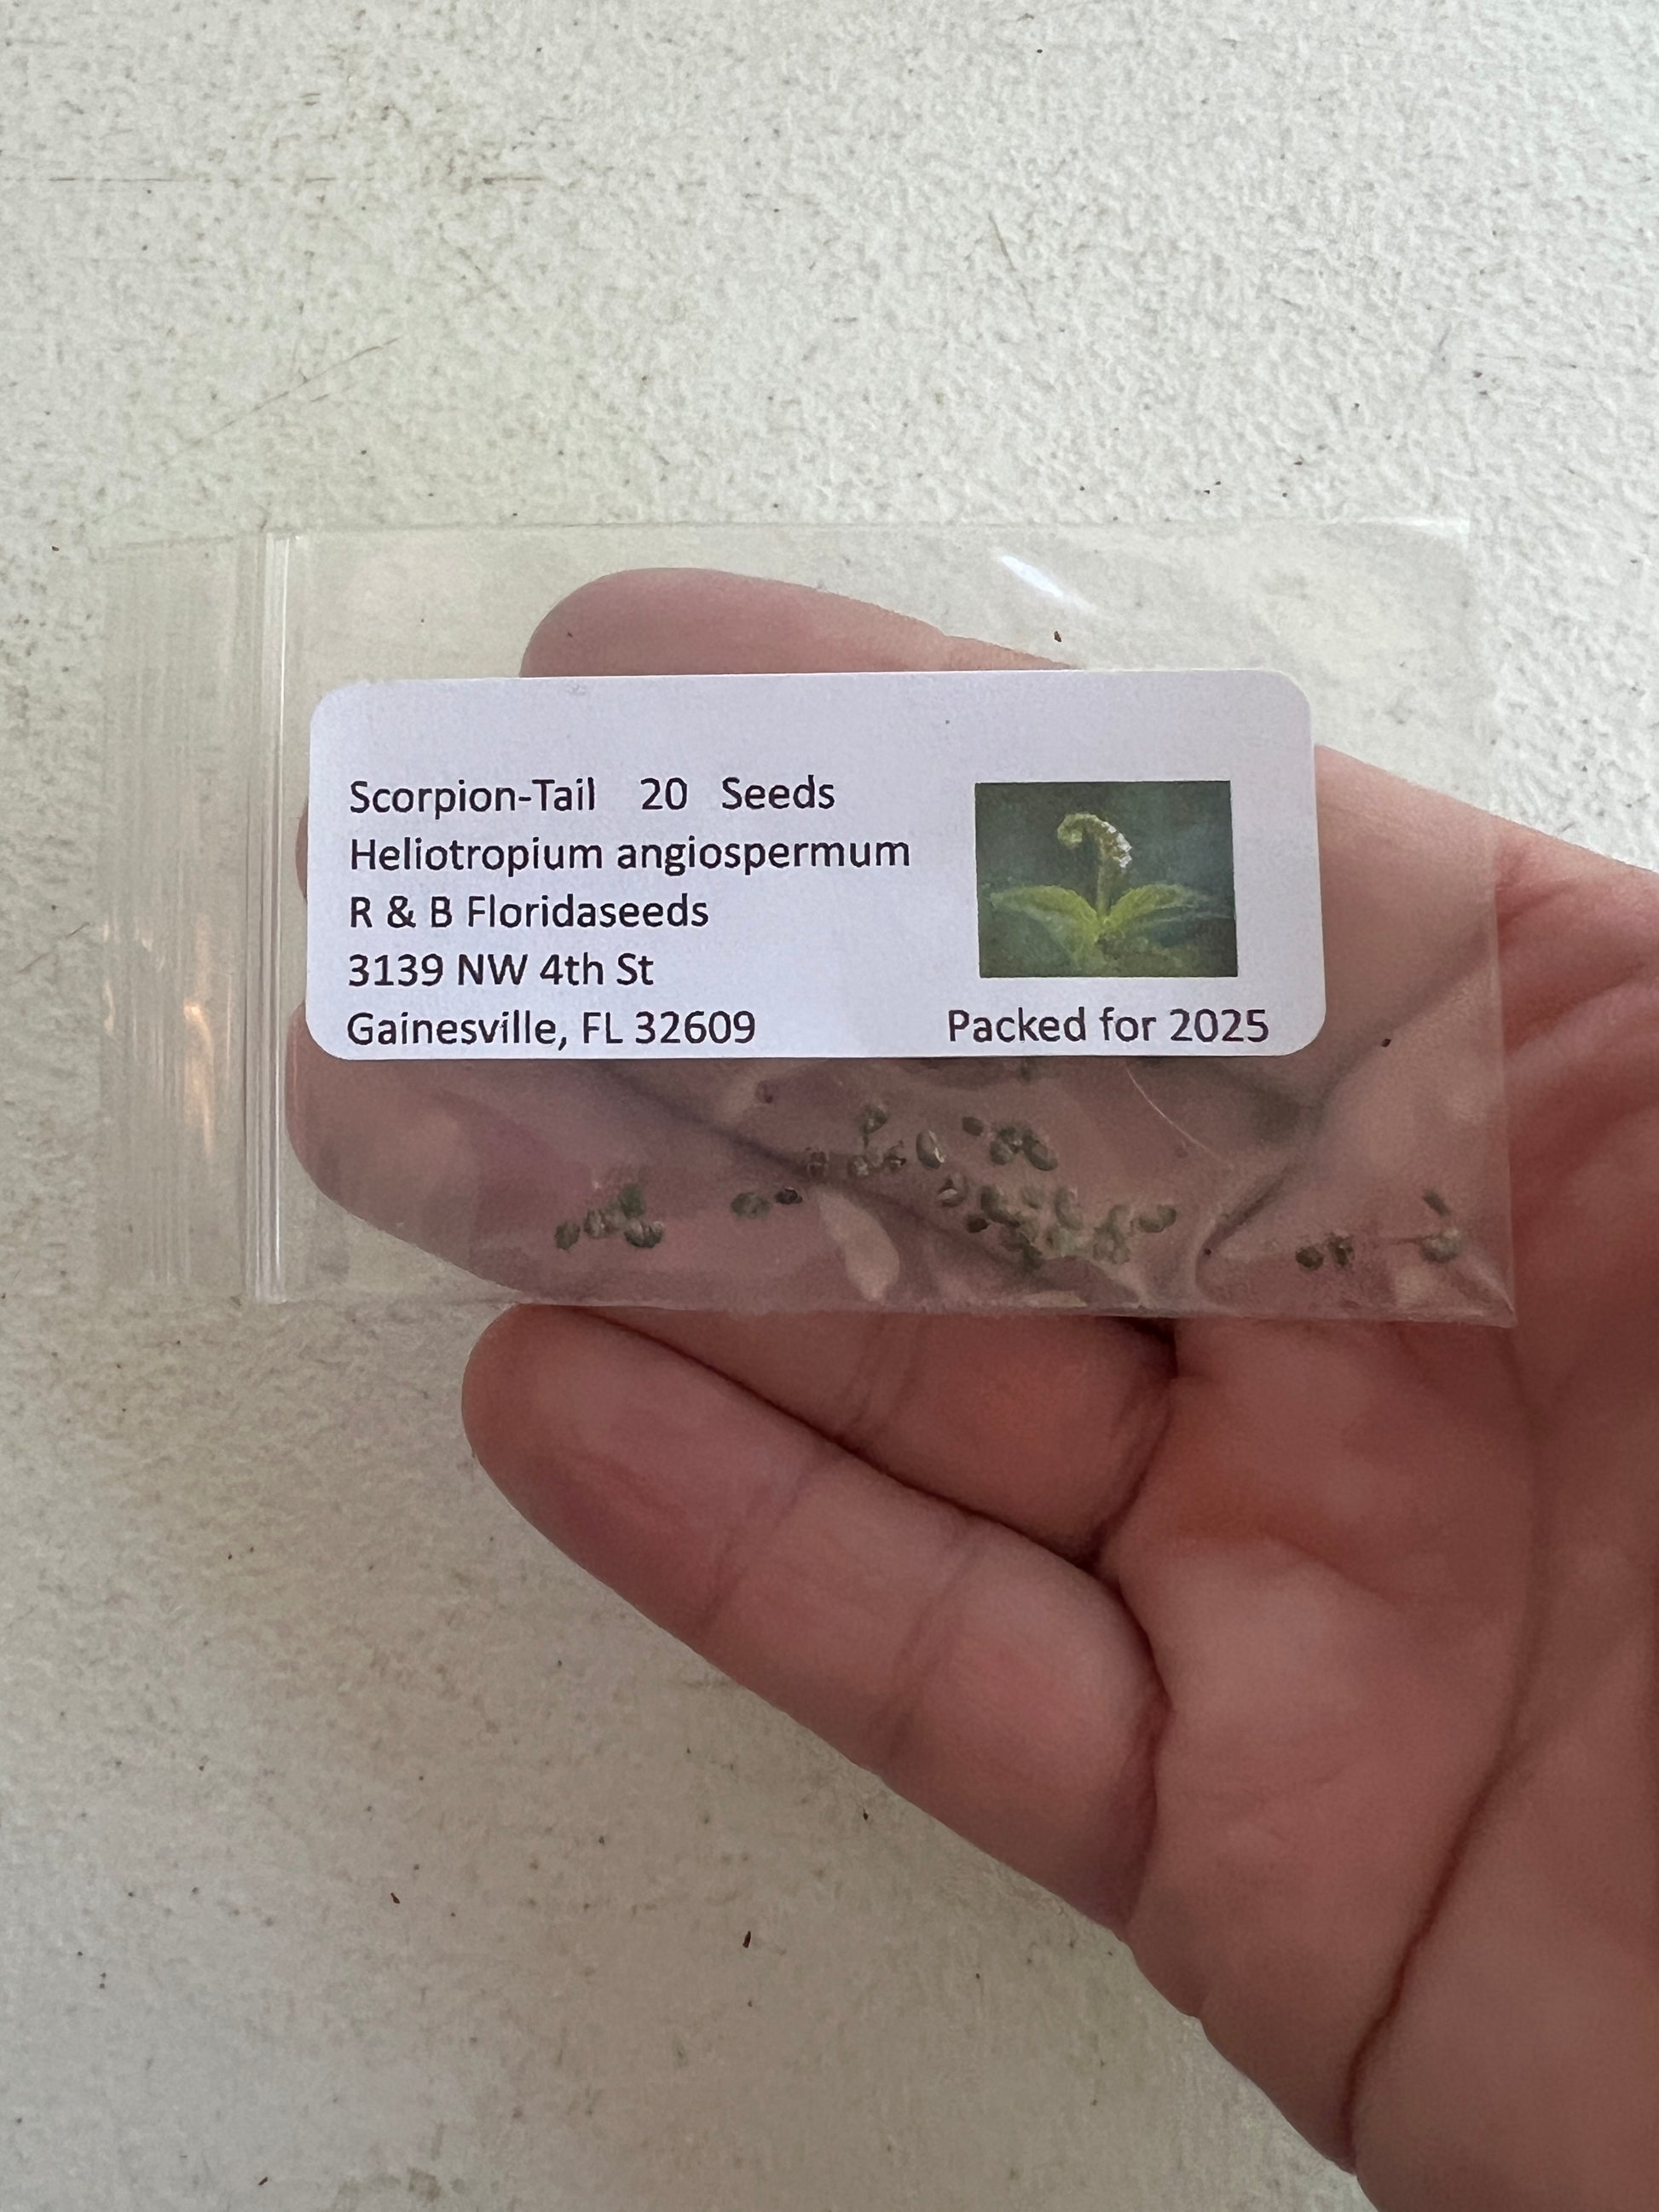 Scorpion-Tail 20 Seeds
Heliotropium angiospermum
R & B Floridaseeds
3139 NW 4th St
Gainesville, FL 32609
Packed for 2025